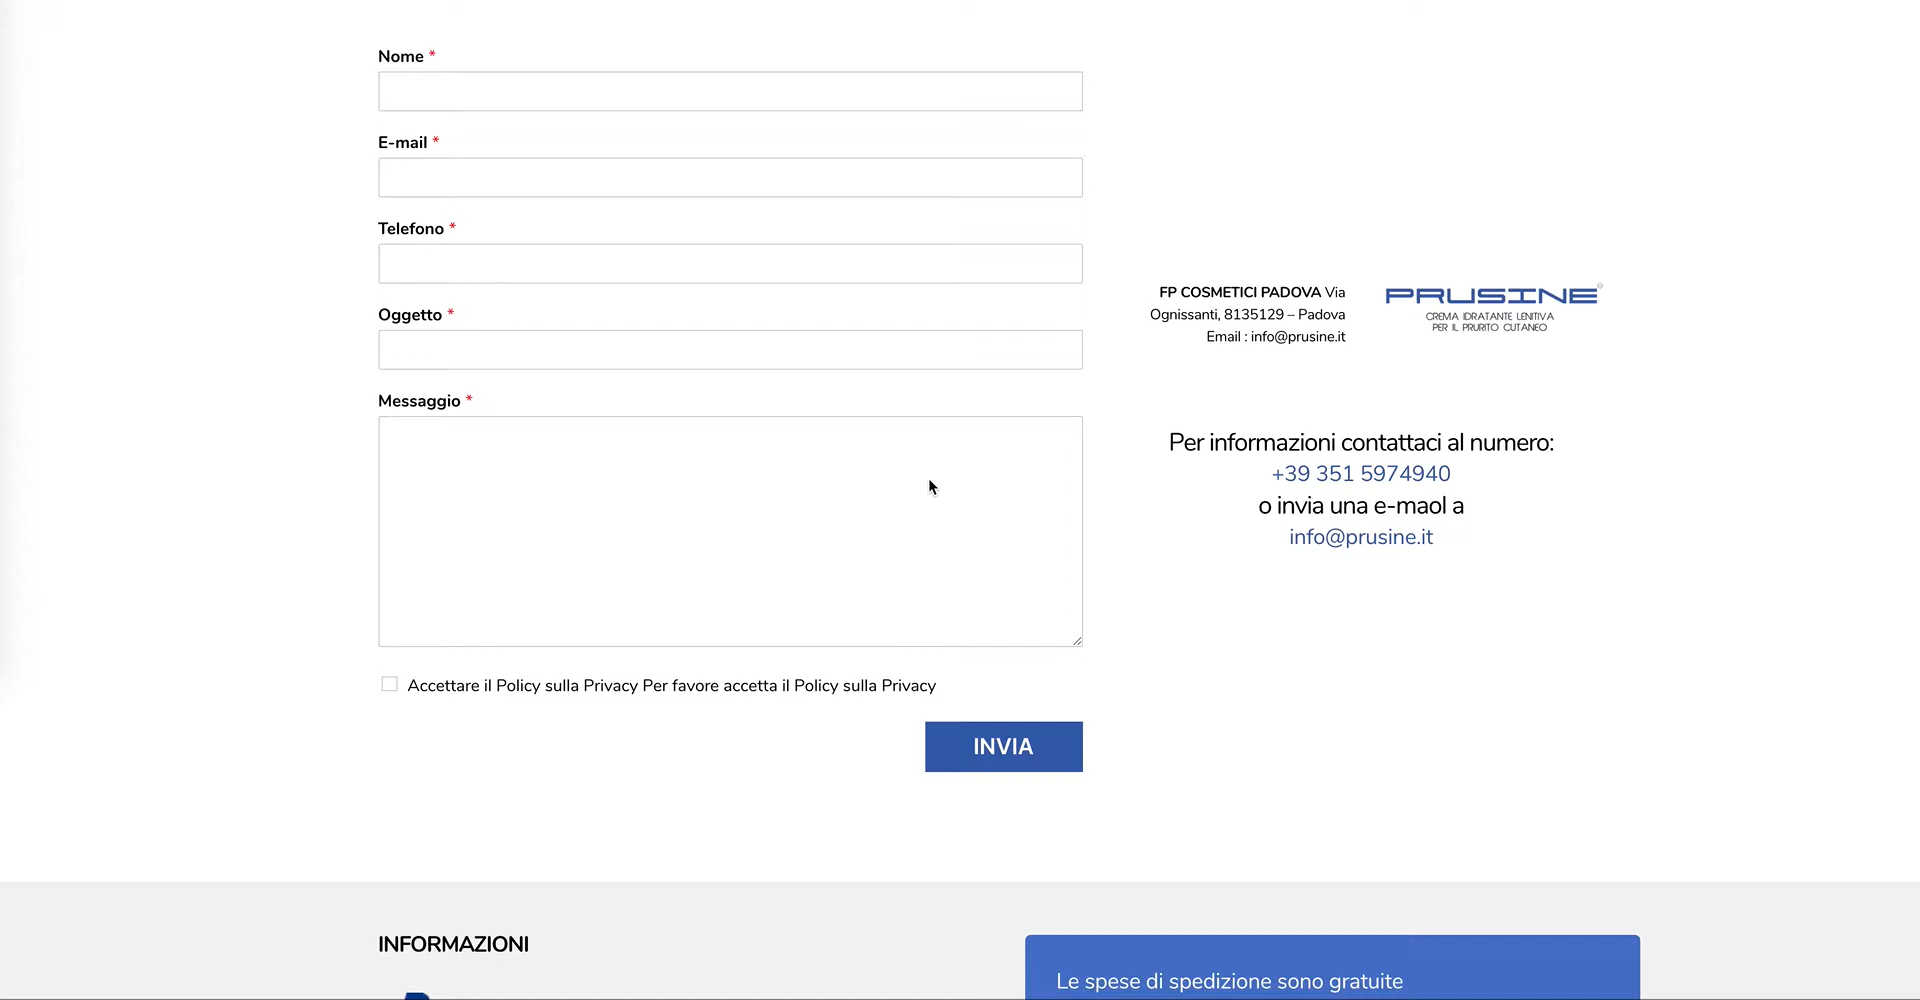 Nome *
E-mail *
Telefono *
Oggetto *
Messaggio *
Accettare il Policy sulla Privacy Per favore accetta il Policy sulla Privacy
INVIA
FP COSMETICI PADOVA Via
Ognissanti, 8135129 – Padova
Email : info@prusine.it
PRUSINE®
CREMA IDRATANTE LENITIVA
PER IL PRURITO CUTANEO
Per informazioni contattaci al numero:
+39 351 5974940
o invia una e-maol a
info@prusine.it
INFORMAZIONI
Le spese di spedizione sono gratuite